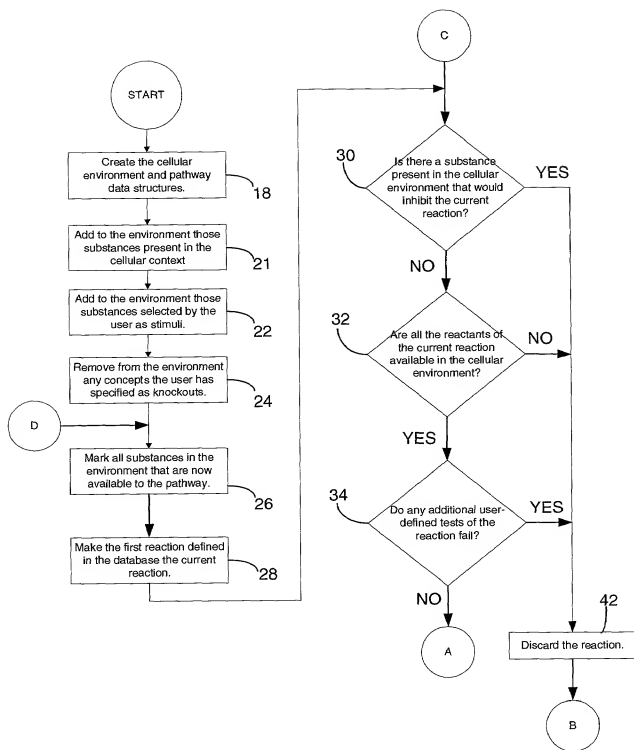 START
Create the cellular
environment and pathway
data structures.
18
Add to the environment those
substances present in the
cellular context
21
Add to the environment those
substances selected by the
user as stimuli.
22
Remove from the environment
any concepts the user has
specified as knockouts.
24
D
Mark all substances in the
environment that are now
available to the pathway.
26
Make the first reaction defined
in the database the current
reaction.
28
C
30
Is there a substance
present in the cellular
environment that would
inhibit the current
reaction?
YES
NO
32
Are all the reactants of
the current reaction
available in the cellular
environment?
NO
YES
34
Do any additional user-
defined tests of the
reaction fail?
YES
NO
A
42
Discard the reaction.
B